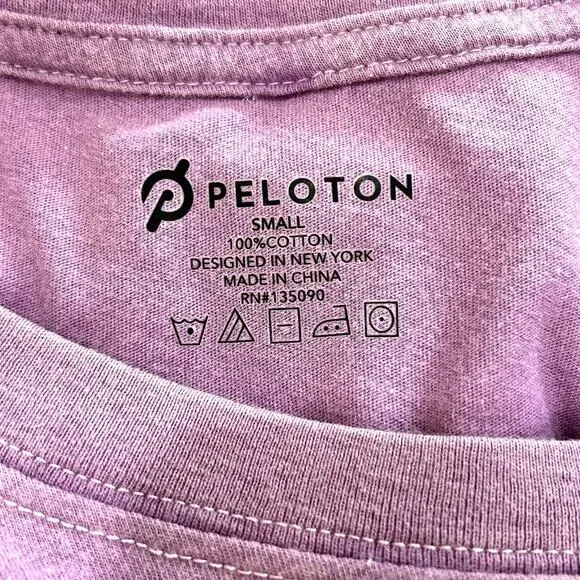 PELOTON
SMALL
100%COTTON
DESIGNED IN NEW YORK
MADE IN CHINA
RN#135090